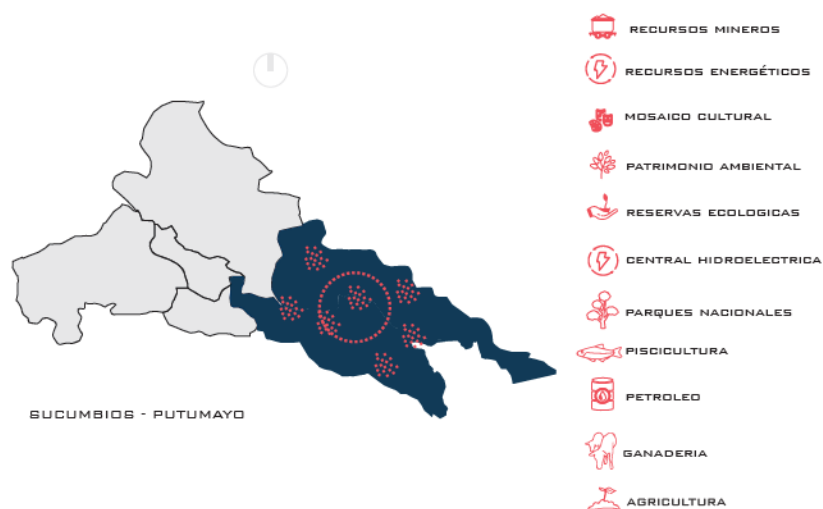 RECURSOS MINEROS
RECURSOS ENERGÉTICOS
MOSAICO CULTURAL
PATRIMONIO AMBIENTAL
RESERVAS ECOLOGICAS
CENTRAL HIDROELECTRICA
PARQUES NACIONALES
PISCICULTURA
PETROLEO
GANADERIA
AGRICULTURA
SUCUMBIOS - PUTUMAYO